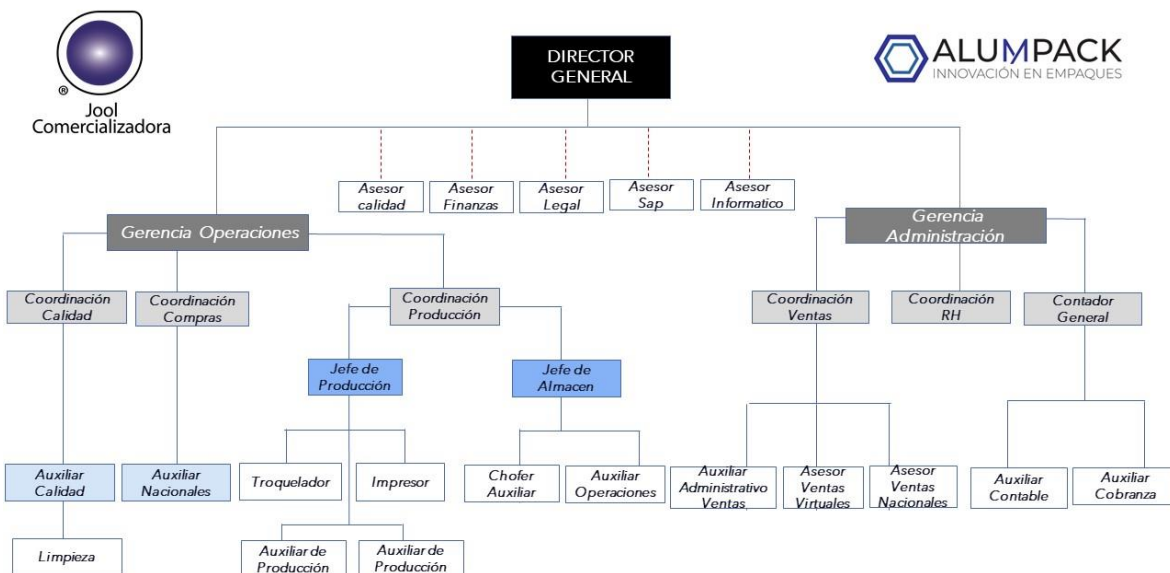 ®
Jool
Comercializadora
DIRECTOR
GENERAL
ALUMPACK
INNOVACIÓN EN EMPAQUES
Asesor
calidad
Asesor
Finanzas
Asesor
Legal
Asesor
Sap
Asesor
Informatico
Gerencia Operaciones
Gerencia
Administración
Coordinación
Calidad
Coordinación
Compras
Coordinación
Producción
Coordinación
Ventas
Coordinación
RH
Contador
General
Jefe de
Producción
Jefe de
Almacen
Auxiliar
Calidad
Auxiliar
Nacionales
Troquelador
Impresor
Chofer
Auxiliar
Auxiliar
Operaciones
Auxiliar
Administrativo
Ventas
Asesor
Ventas
Virtuales
Asesor
Ventas
Nacionales
Auxiliar
Contable
Auxiliar
Cobranza
Limpieza
Auxiliar de
Producción
Auxiliar de
Producción